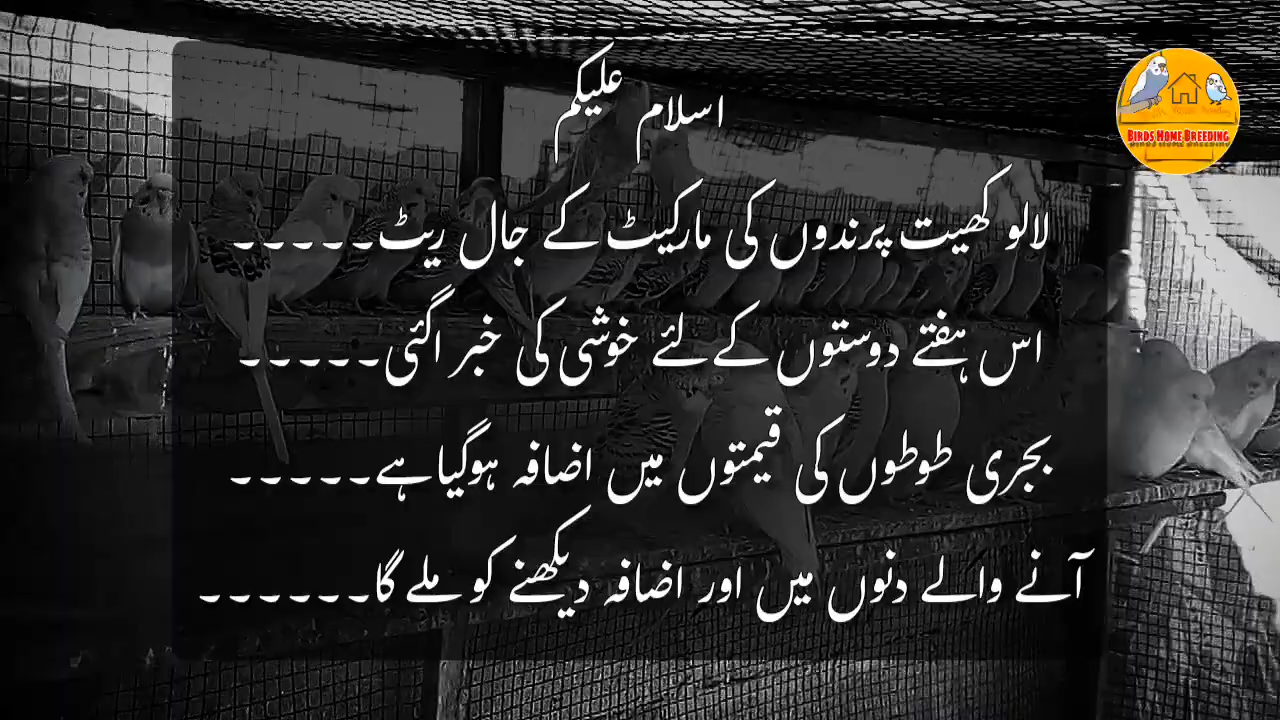 اسلام علیکم
لالو کھیت پرندوں کی مارکیٹ کے جال ریٹ۔۔۔۔۔
اس ہفتے دوستوں کے لئے خوشی کی خبر اگئی۔۔۔۔۔
بجری طوطوں کی قیمتوں میں اضافہ ہوگیا ہے۔۔۔۔۔
آنے والے دنوں میں اور اضافہ دیکھنے کو ملے گا۔۔۔۔۔۔
BIRDS HOME BREEDING